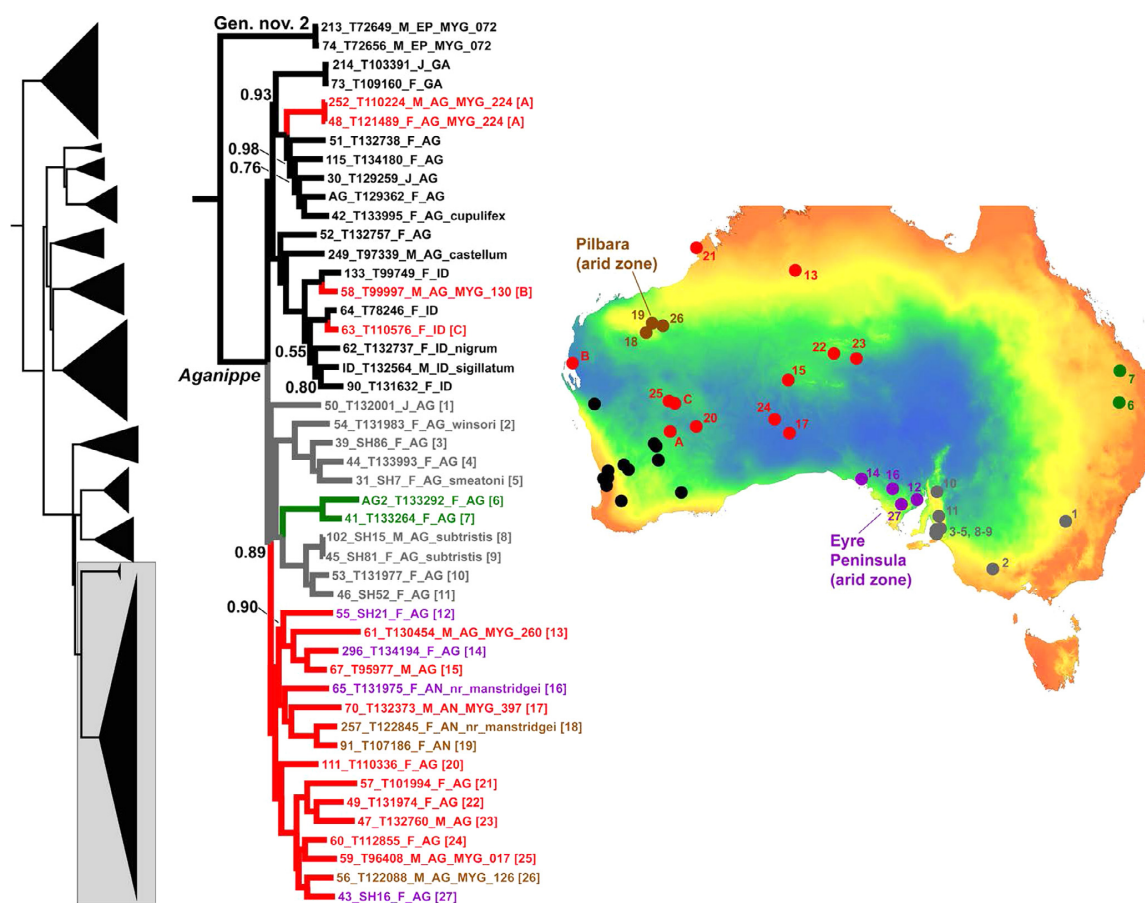 Gen. nov. 2
213_T72649_M_EP_MYG_072
74_T72656_M_EP_MYG_072
214_T103391_J_GA
73_T109160_F_GA
0.93
252_T110224_M_AG_MYG_224 [A]
48_T121489_F_AG_MYG_224 [A]
51_T132738_F_AG
0.98
115_T134180_F_AG
0.76
30_T129259_J_AG
AG_T129362_F_AG
42_T133995_F_AG_cupulifex
52_T132757_F_AG
249_T97339_M_AG_castellum
133_T99749_F_ID
58_T99997_M_AG_MYG_130 [B]
64_T78246_F_ID
63_T110576_F_ID [C]
0.55
62_T132737_F_ID_nigrum
Aganippe
ID_T132564_M_ID_sigillatum
0.80
90_T131632_F_ID
50_T132001_J_AG [1]
54_T131983_F_AG_winsori [2]
39_SH86_F_AG [3]
44_T133993_F_AG [4]
31_SH7_F_AG_smeatoni [5]
AG2_T133292_F_AG [6]
41_T133264_F_AG [7]
102_SH15_M_AG_subtristis [8]
0.89
45_SH81_F_AG_subtristis [9]
53_T131977_F_AG [10]
46_SH52_F_AG [11]
0.90
55_SH21_F_AG [12]
61_T130454_M_AG_MYG_260 [13]
296_T134194_F_AG [14]
67_T95977_M_AG [15]
65_T131975_F_AN_nr_manstridgei [16]
70_T132373_M_AN_MYG_397 [17]
257_T122845_F_AN_nr_manstridgei [18]
91_T107186_F_AN [19]
111_T110336_F_AG [20]
57_T101994_F_AG [21]
49_T131974_F_AG [22]
47_T132760_M_AG [23]
60_T112855_F_AG [24]
59_T96408_M_AG_MYG_017 [25]
56_T122088_M_AG_MYG_126 [26]
43_SH16_F_AG [27]
Pilbara
(arid zone)
21
13
19
26
18
22
23
B
15
7
25
C
6
24
20
17
A
14
16
12
10
27
11
1
3-5, 8-9
2
Eyre
Peninsula
(arid zone)